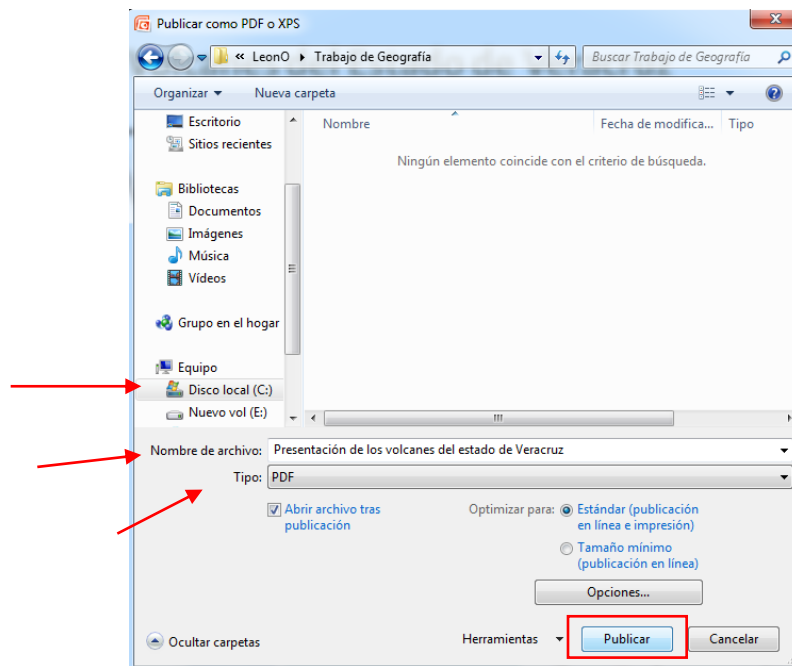 Publicar como PDF o XPS
« LeonO ▸ Trabajo de Geografía
Buscar Trabajo de Geografía
Organizar
Nueva carpeta
Escritorio
Sitios recientes
Bibliotecas
Documentos
Imágenes
Música
Vídeos
Grupo en el hogar
Equipo
Disco local (C:)
Nuevo vol (E:)
Nombre
Fecha de modifica...
Tipo
Ningún elemento coincide con el criterio de búsqueda.
Nombre de archivo: Presentación de los volcanes del estado de Veracruz
Tipo: PDF
Abrir archivo tras
publicación
Optimizar para:
Estándar (publicación
en línea e impresión)
Tamaño mínimo
(publicación en línea)
Opciones...
Ocultar carpetas
Herramientas
Publicar
Cancelar